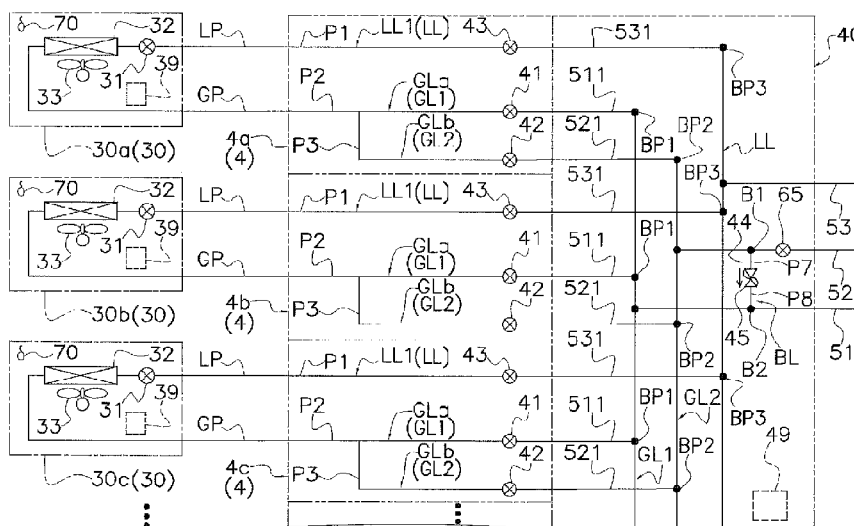 70 32 LP P1 LL1(LL) 43 531 40
33 31 39 P2 GLa 41 511 BP3
GP (GL1)
GLb 42 521 BP2
(GL2) BP1 LL
30a(30) 4a P3
(4) BP3
70 32 LP P1 LL1(LL) 43 531 B1 65
33 31 39 P2 GLa 41 511 BP1 44 53
GP (GL1) P7
GLb 42 521 52
(GL2) P8
30b(30) 4b P3 45 51
(4) 531 B2 BL
70 32 LP P1 LL1(LL) 43 BP2
33 31 39 P2 GLa 41 511 BP1 GL2 BP3
GP (GL1) BP2
GLb 42 521 GL1 49
(GL2)
30c(30) 4c P3
(4)